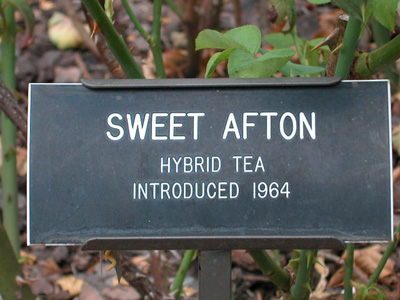 SWEET AFTON
HYBRID TEA
INTRODUCED 1964